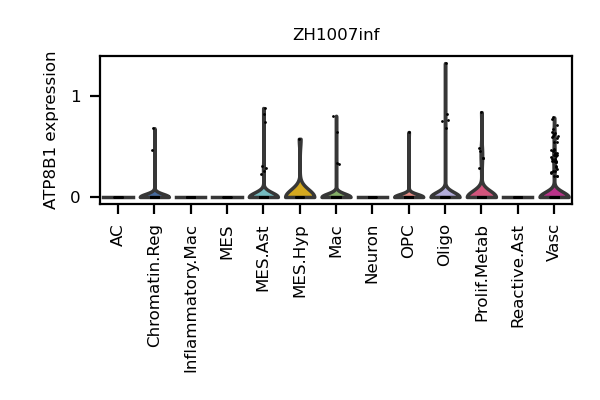 ZH1007inf
ATP8B1 expression
1
0
AC
Chromatin.Reg
Inflammatory.Mac
MES
MES.Ast
MES.Hyp
Mac
Neuron
OPC
Oligo
Prolif.Metab
Reactive.Ast
Vasc